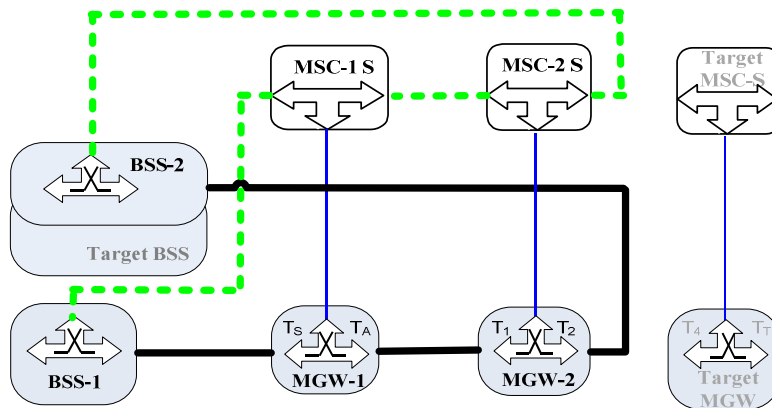 MSC-1 S
MSC-2 S
Target
MSC-S
BSS-2
Target BSS
BSS-1
TS
TA
MGW-1
T1
T2
MGW-2
T4
TT
Target
MGW